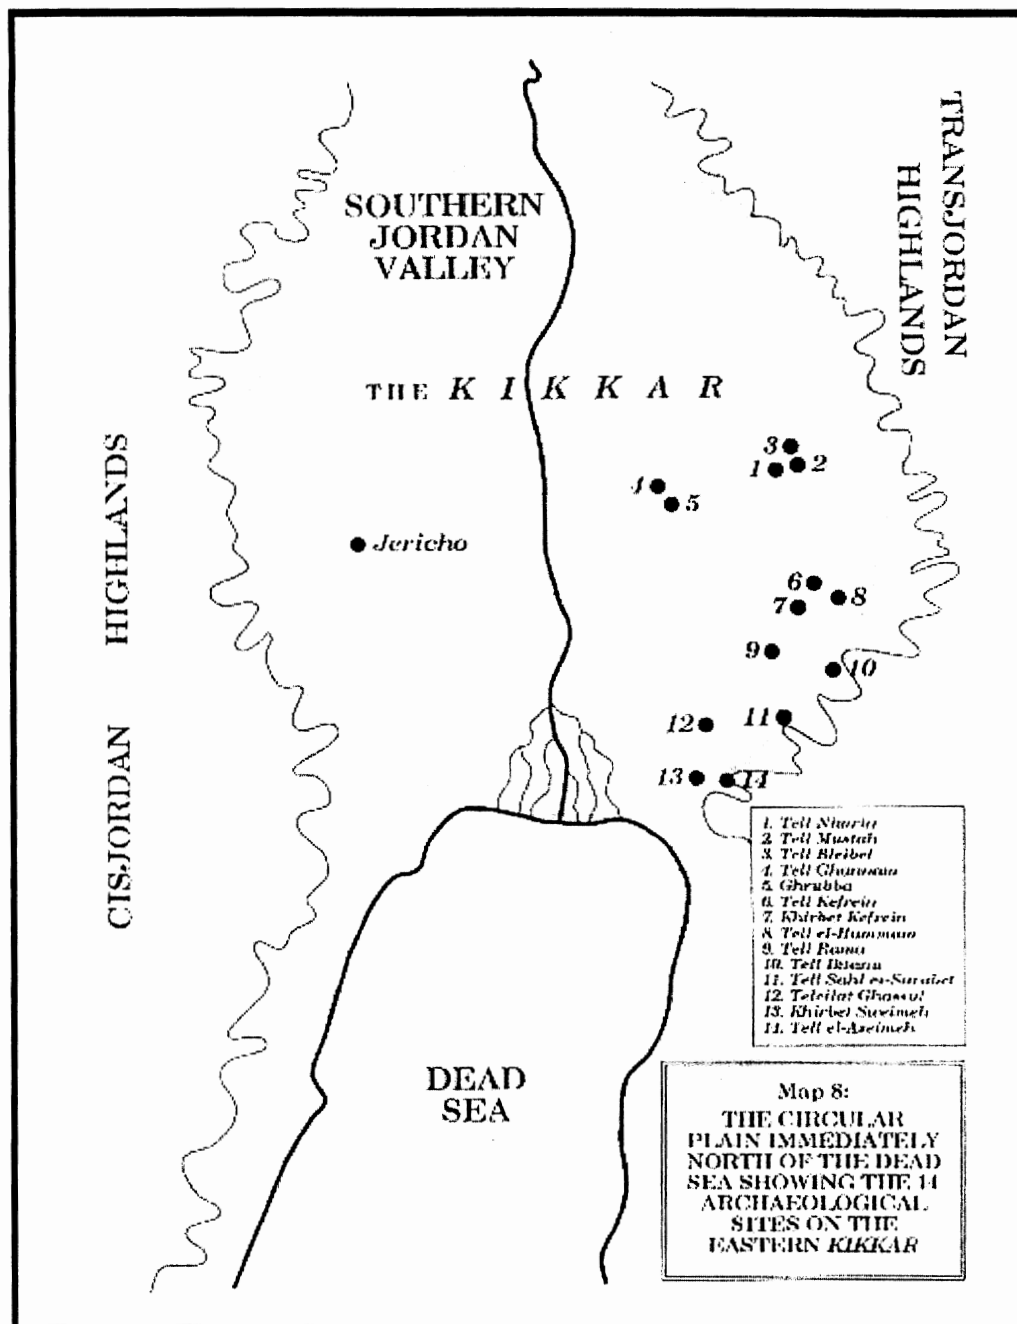 SOUTHERN
JORDAN
VALLEY
TRANSJORDAN
HIGHLANDS
THE KIKKAR
CISJORDAN HIGHLANDS
3
1
2
4
5
Jericho
6
7
8
9
10
11
12
13
14
1. Tell Nimrin
2. Tell Mustah
3. Tell Bleibel
4. Tell
5. Ghrubba
6. Tell Kefrein
7. Khirbet Kefrein
8. Tell el-Hammam
9. Tell Rama
10. Tell Iktanu
11. Tell Sahl es-Sarabet
12. Teleilat Ghassul
13. Khirbet Sweimeh
14. Tell el-Azeimeh
DEAD
SEA
Map 8:
THE CIRCULAR
PLAIN IMMEDIATELY
NORTH OF THE DEAD
SEA SHOWING THE 14
ARCHAEOLOGICAL
SITES ON THE
EASTERN KIKKAR